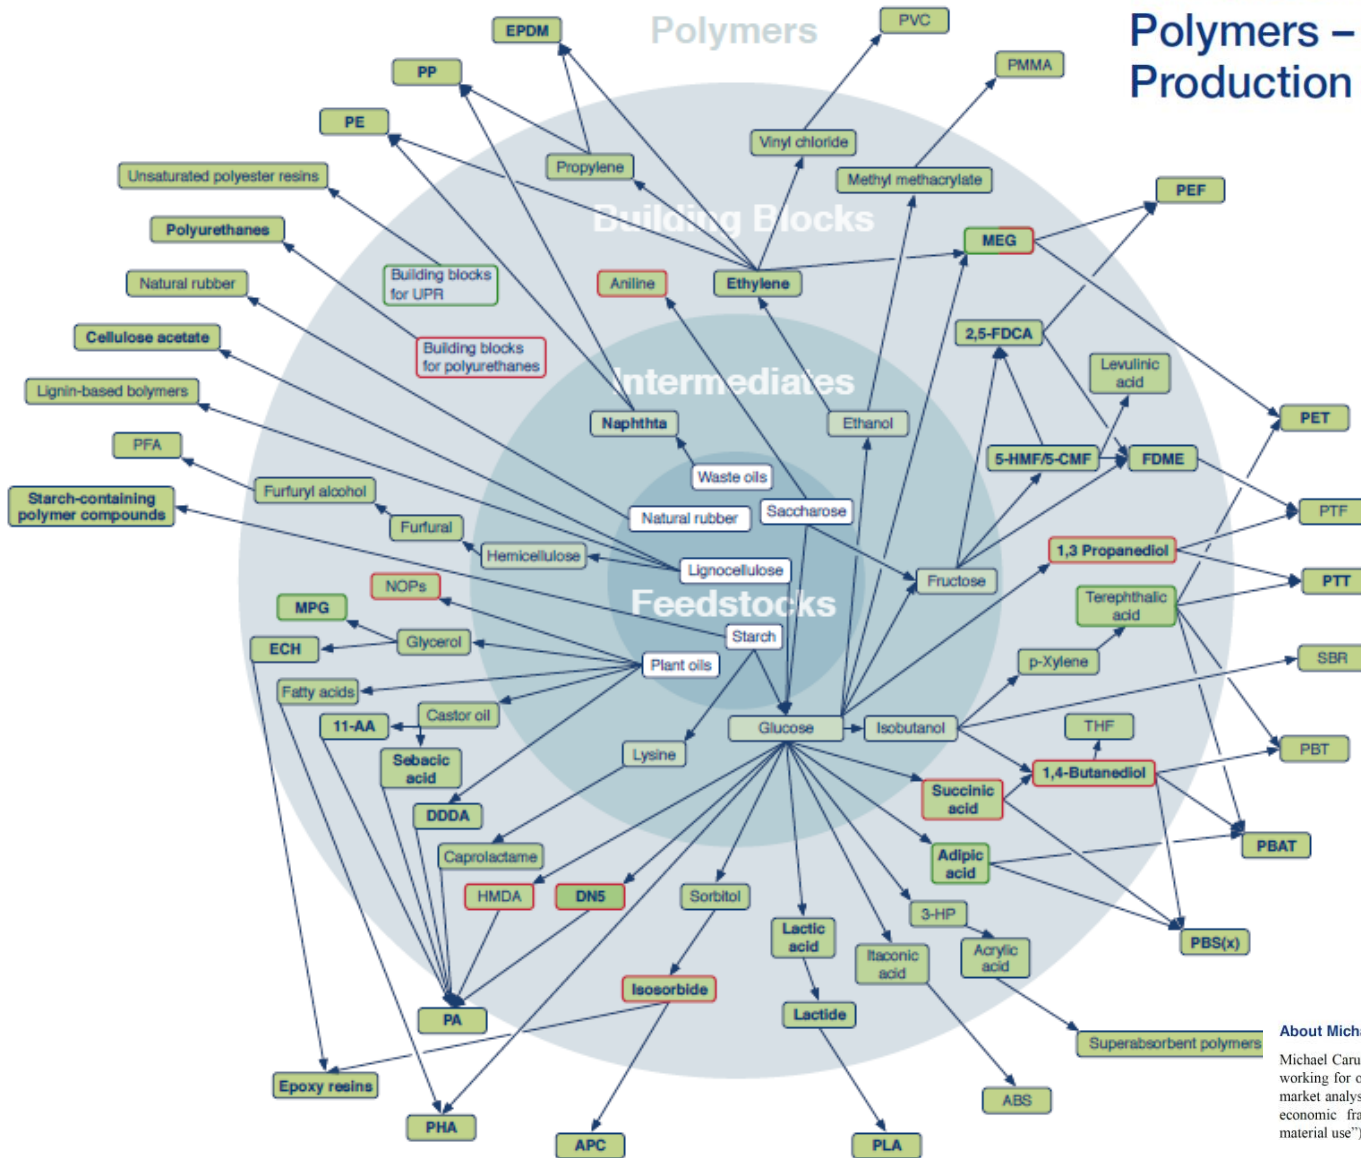 Polymers –
Production
Polymers
Building Blocks
Intermediates
Feedstocks
EPDM
PVC
PP
PMMA
PE
Vinyl chloride
Propylene
Methyl methacrylate
Unsaturated polyester resins
PEF
Polyurethanes
MEG
Natural rubber
Building blocks
for UPR
Aniline
Ethylene
Cellulose acetate
2,5-FDCA
Building blocks
for polyurethanes
Levulinic
acid
Lignin-based bolymers
Naphthta
Ethanol
PET
PFA
5-HMF/5-CMF
FDME
Waste oils
Furfuryl alcohol
Starch-containing
polymer compounds
Natural rubber
Saccharose
PTF
Furfural
Hemicellulose
1,3 Propanediol
Lignocellulose
Fructose
PTT
NOPs
Terephthalic
acid
MPG
Starch
ECH
Glycerol
Plant oils
p-Xylene
SBR
Fatty acids
11-AA
Castor oil
Glucose
Isobutanol
THF
Lysine
PBT
Sebacic
acid
1,4-Butanediol
Succinic
acid
DDDA
PBAT
Caprolactame
Adipic
acid
HMDA
DN5
Sorbitol
3-HP
Lactic
acid
Itaconic
acid
Acrylic
acid
PBS(x)
Isosorbide
PA
Lactide
Superabsorbent polymers
Epoxy resins
ABS
PHA
APC
PLA
About Micha
Michael Caru
working for o
market analys
economic fra
material use”)